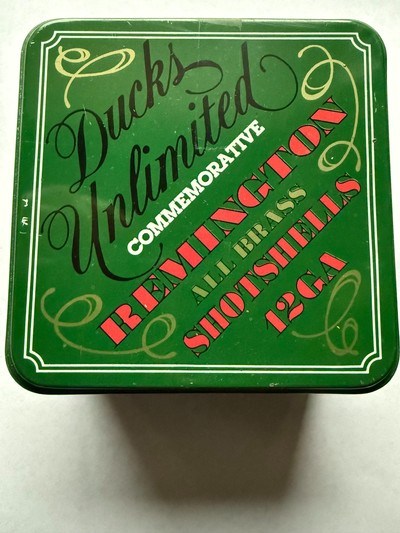 Ducks
Unlimited
COMMEMORATIVE
REMINGTON
ALL BRASS
SHOTSHELLS
12GA